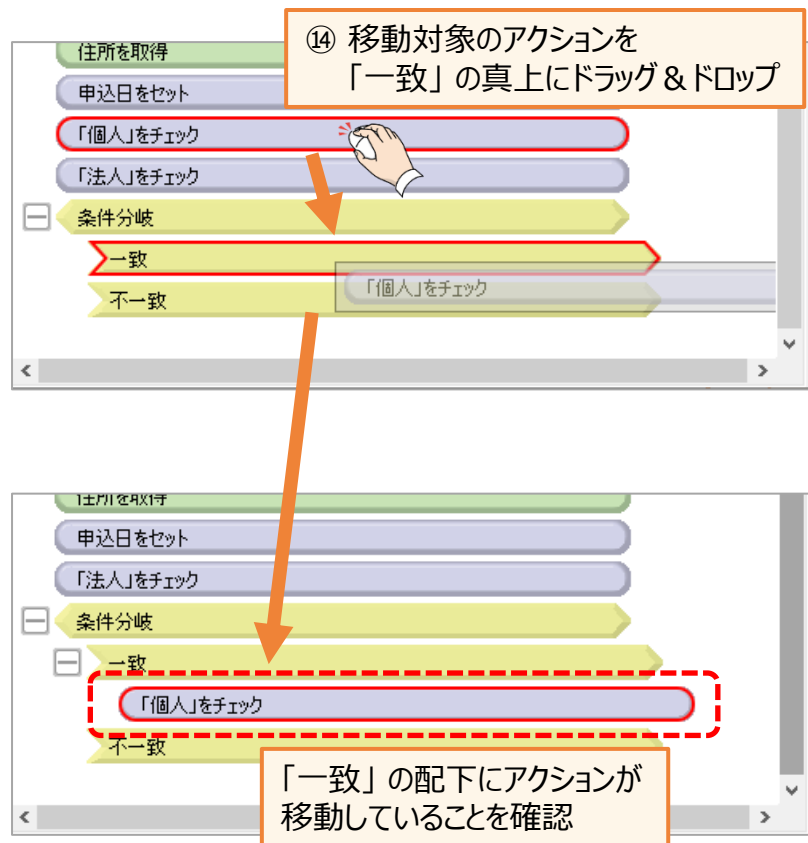 ⑭ 移動対象のアクションを
「一致」の真上にドラッグ＆ドロップ
住所を取得
申込日をセット
「個人」をチェック
「法人」をチェック
条件分岐
一致
「個人」をチェック
不一致
住所を取得
申込日をセット
「法人」をチェック
条件分岐
一致
「個人」をチェック
不一致
「一致」の配下にアクションが
移動していることを確認